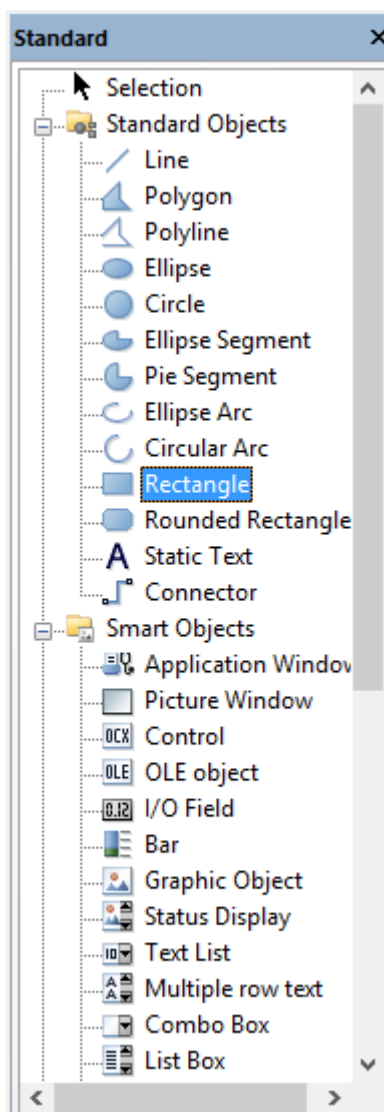 Standard
Selection
Standard Objects
Line
Polygon
Polyline
Ellipse
Circle
Ellipse Segment
Pie Segment
Ellipse Arc
Circular Arc
Rectangle
Rounded Rectangle
A Static Text
Connector
Smart Objects
Application Window
Picture Window
OCX Control
OLE OLE object
0.12 I/O Field
Bar
Graphic Object
Status Display
Text List
Multiple row text
Combo Box
List Box